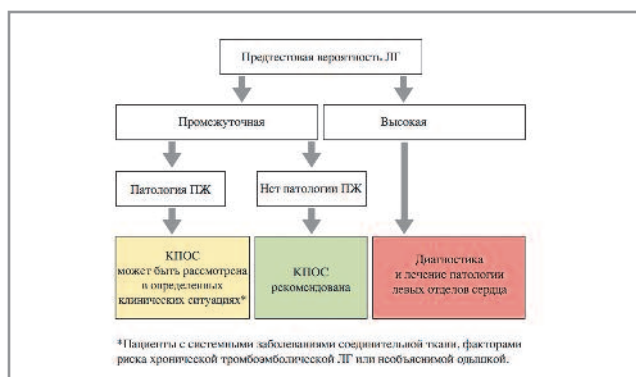 Предтестовая вероятность ЛГ
Промежуточная
Высокая
Патология ПЖ
Нет патологии ПЖ
КПОС
может быть рассмотрена
в определенных
клинических ситуациях*
КПОС
рекомендована
Диагностика
и лечение патологии
левых отделов сердца
*Пациенты с системными заболеваниями соединительной ткани, факторами
риска хронической тромбоэмболической ЛГ или необъяснимой одышкой.